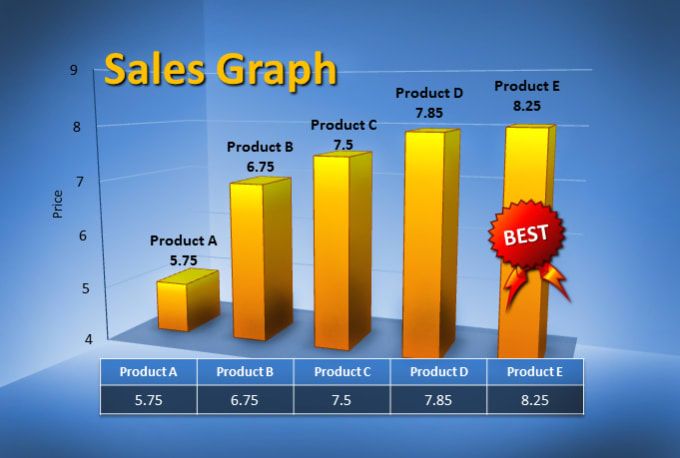 Sales Graph
9
8
7
6
5
4
Price
Product A
5.75
Product B
6.75
Product C
7.5
Product D
7.85
Product E
8.25
BEST
Product A Product B Product C Product D Product E
5.75 6.75 7.5 7.85 8.25